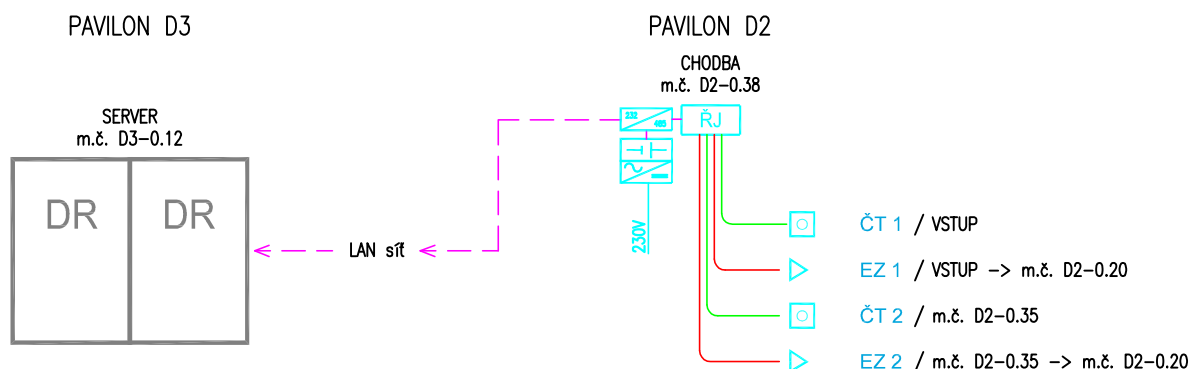 PAVILON D3
PAVILON D2
CHODBA
m.č. D2-0.38
SERVER
m.č. D3-0.12
232
485
ŘJ
DR
DR
230V
LAN síť
ČT 1 / VSTUP
EZ 1 / VSTUP -> m.č. D2-0.20
ČT 2 / m.č. D2-0.35
EZ 2 / m.č. D2-0.35 -> m.č. D2-0.20